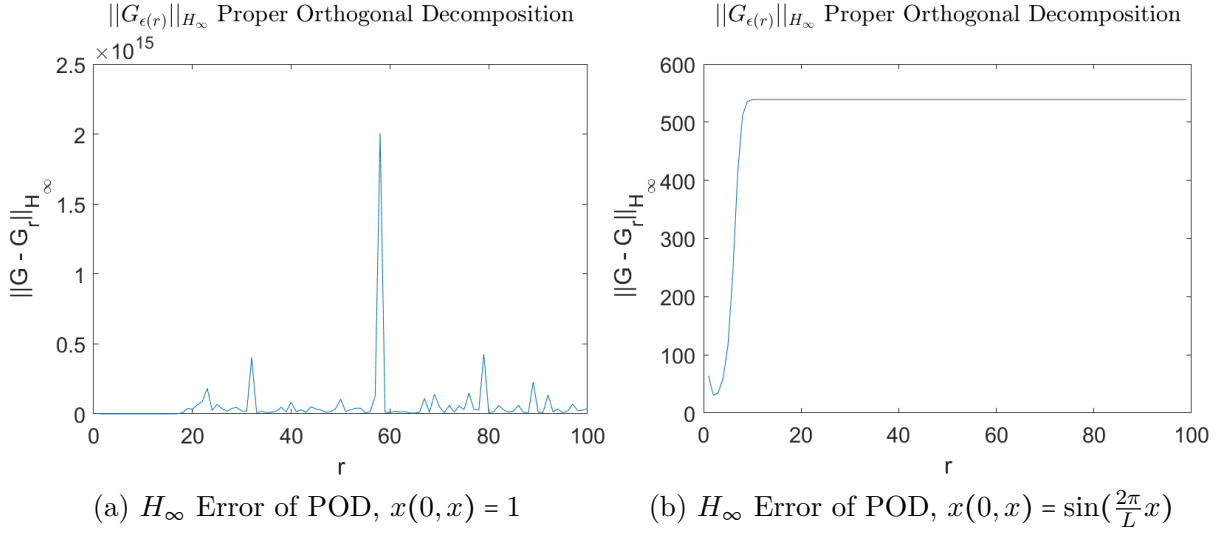 ||G_{ϵ(r)}||_{H_∞} Proper Orthogonal Decomposition
×10^{15}
2.5
2
1.5
1
0.5
0
||G - G_r||_{H_∞}
0 20 40 60 80 100
r
(a) H_∞ Error of POD, x(0, x) = 1
||G_{ϵ(r)}||_{H_∞} Proper Orthogonal Decomposition
600
500
400
300
200
100
0
||G - G_r||_{H_∞}
0 20 40 60 80 100
r
(b) H_∞ Error of POD, x(0, x) = sin(\frac{2π}{L}x)